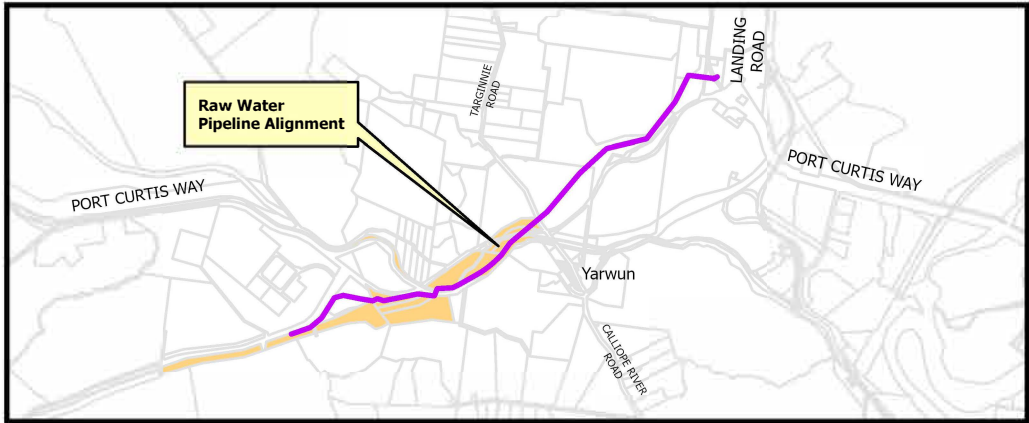 LANDING
ROAD
TARGINNIE
ROAD
Raw Water
Pipeline Alignment
PORT CURTIS WAY
PORT CURTIS WAY
Yarwun
CALLIOPE RIVER
ROAD